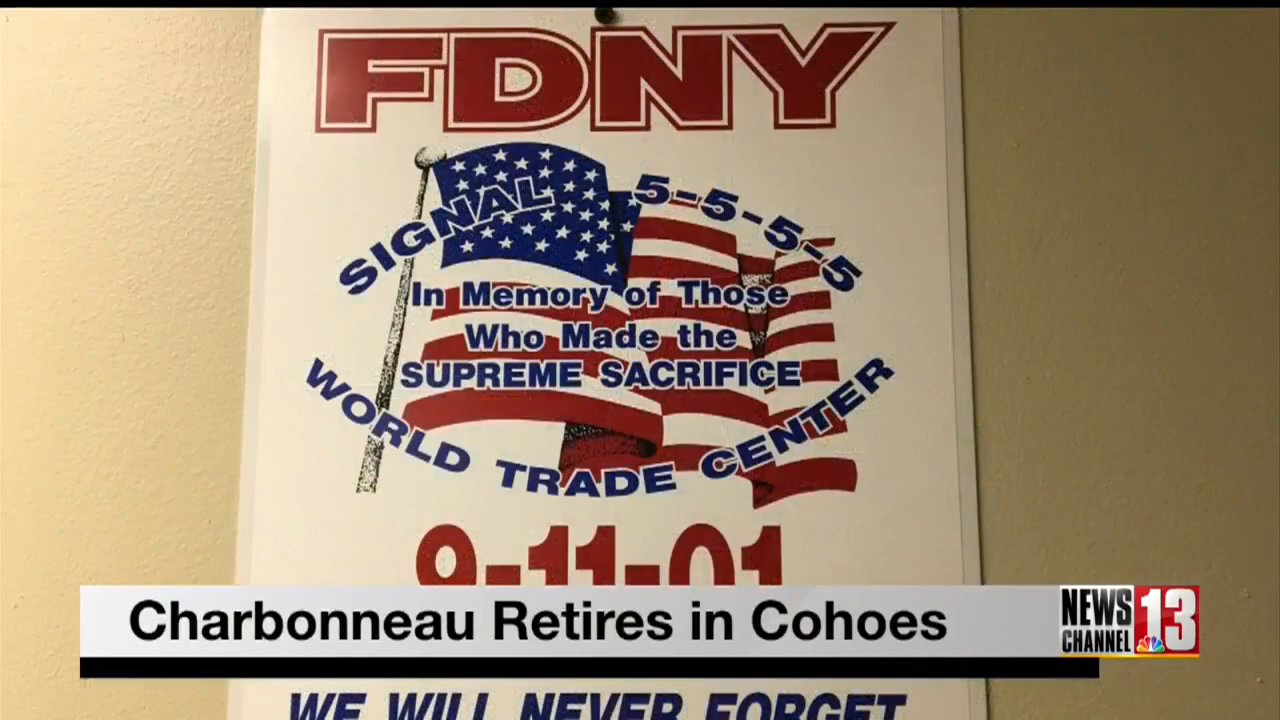 FDNY
SIGNAL 5-5-5-5
In Memory of Those
Who Made the
SUPREME SACRIFICE
WORLD TRADE CENTER
9-11-01
Charbonneau Retires in Cohoes
NEWS
CHANNEL
13
WE WILL NEVER FORGET